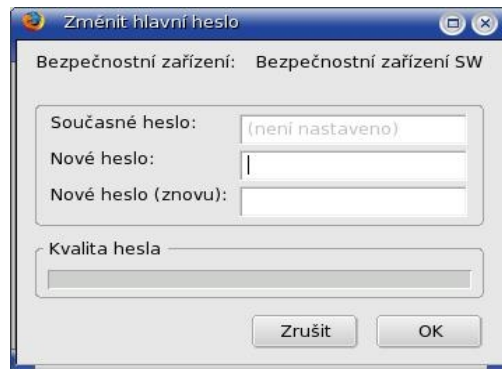 Změnit hlavní heslo
Bezpečnostní zařízení: Bezpečnostní zařízení SW
Současné heslo: (není nastaveno)
Nové heslo:
Nové heslo (znovu):
Kvalita hesla
Zrušit OK